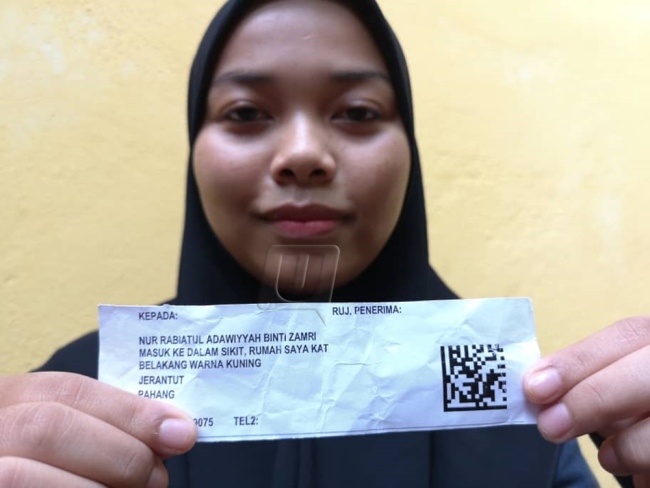 KEPADA: RUJ. PENERIMA:
NUR RABIATUL ADAWIYYAH BINTI ZAMRI
MASUK KE DALAM SIKIT, RUMAH SAYA KAT
BELAKANG WARNA KUNING
JERANTUT
PAHANG
075 TEL2: